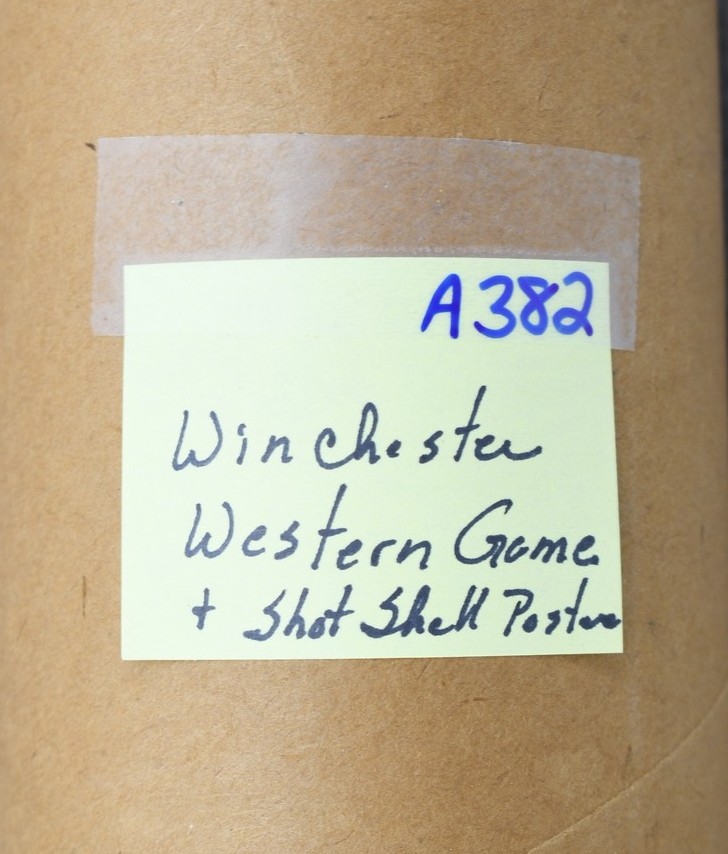 A382
Winchester
Western Game
+ Shot Shell Posters